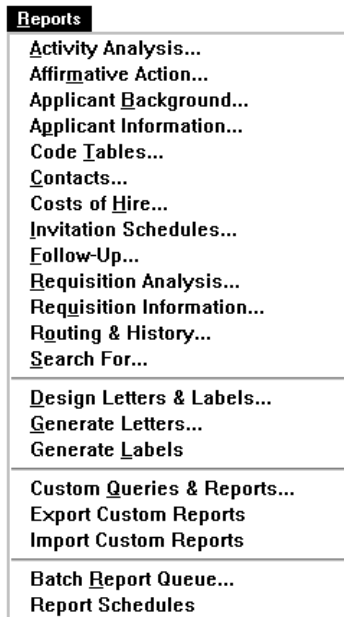 Reports
Activity Analysis...
Affirmative Action...
Applicant Background...
Applicant Information...
Code Tables...
Contacts...
Costs of Hire...
Invitation Schedules...
Follow-Up...
Requisition Analysis...
Requisition Information...
Routing & History...
Search For...
Design Letters & Labels...
Generate Letters...
Generate Labels
Custom Queries & Reports...
Export Custom Reports
Import Custom Reports
Batch Report Queue...
Report Schedules